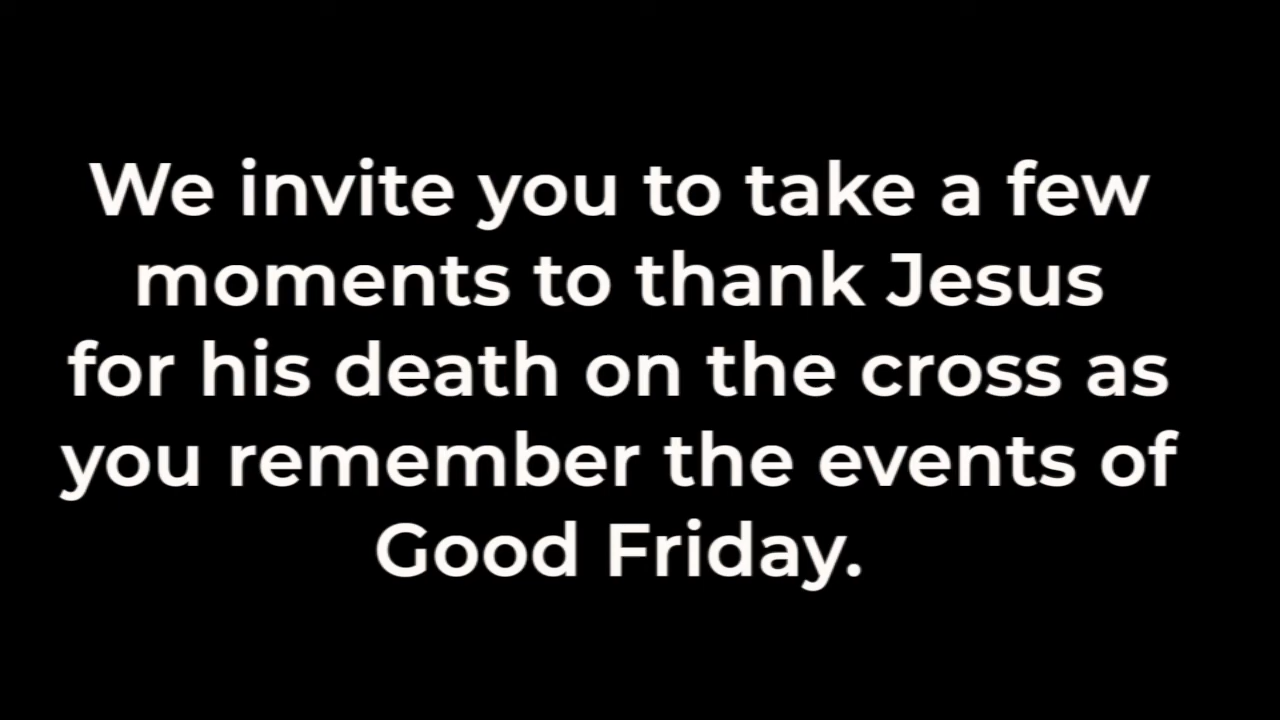 We invite you to take a few
moments to thank Jesus
for his death on the cross as
you remember the events of
Good Friday.